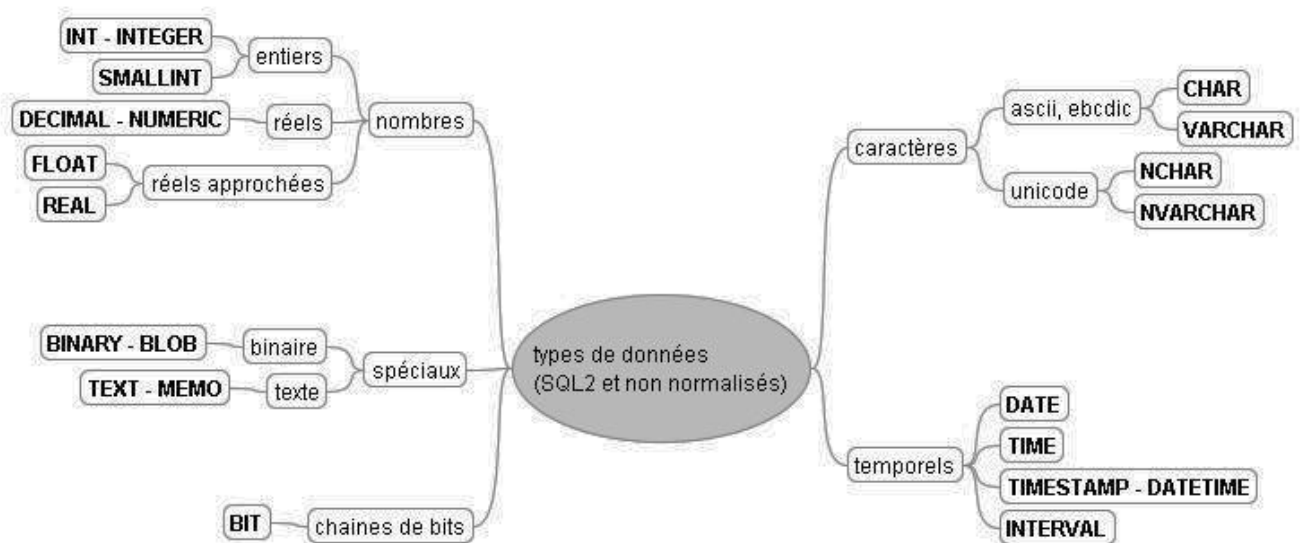 INT - INTEGER
SMALLINT
entiers
DECIMAL - NUMERIC
réels
nombres
FLOAT
REAL
réels approchées
BINARY - BLOB
binaire
TEXT - MEMO
texte
spéciaux
BIT
chaines de bits
types de données
(SQL2 et non normalisés)
caractères
ascii, ebcdic
CHAR
VARCHAR
unicode
NCHAR
NVARCHAR
temporels
DATE
TIME
TIMESTAMP - DATETIME
INTERVAL